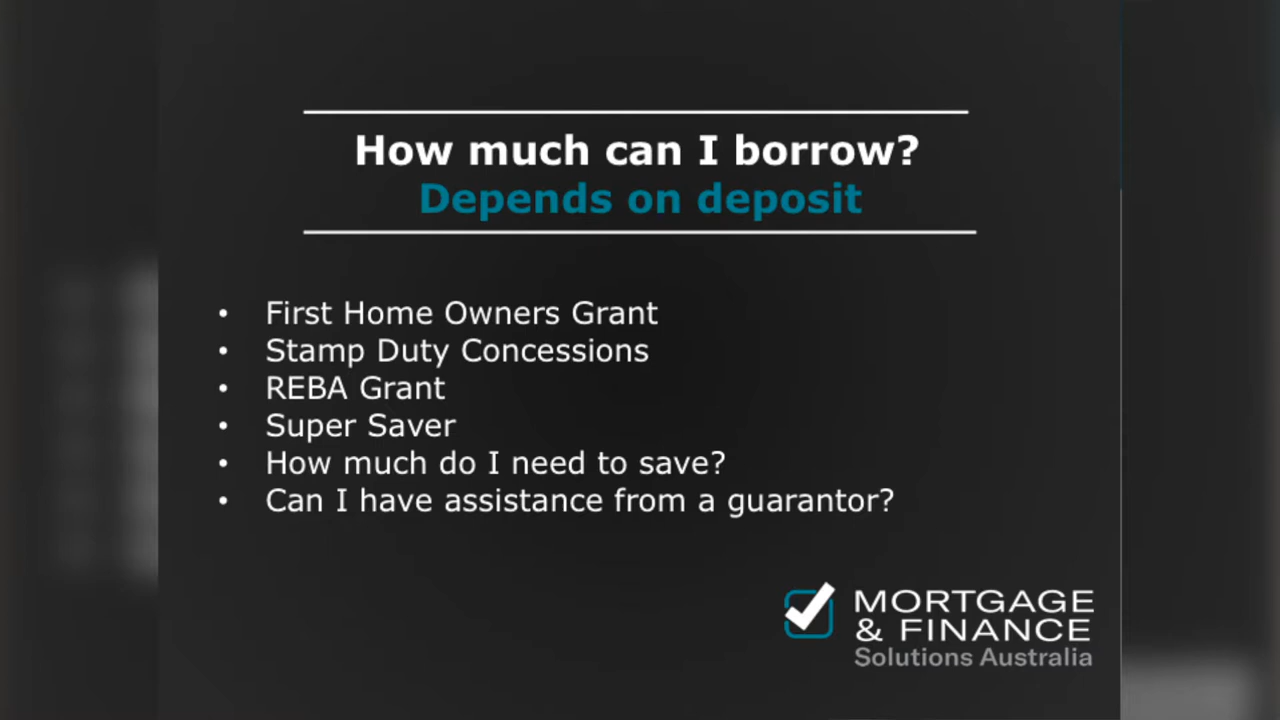 How much can I borrow?
Depends on deposit
• First Home Owners Grant
• Stamp Duty Concessions
• REBA Grant
• Super Saver
• How much do I need to save?
• Can I have assistance from a guarantor?
MORTGAGE
& FINANCE
Solutions Australia